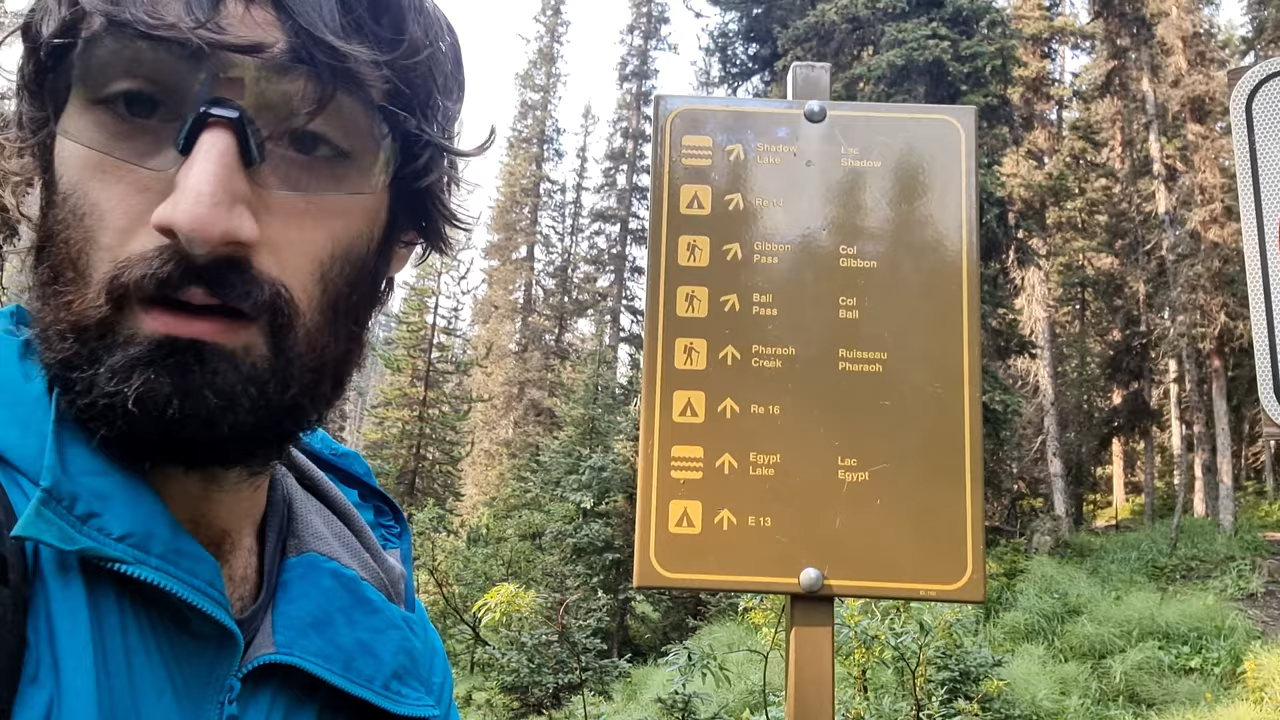 Shadow Lac
Lake Shadow
Re 14
Gibbon Col
Pass Gibbon
Ball Col
Pass Ball
Pharaoh Ruisseau
Creek Pharaoh
Re 16
Egypt Lac
Lake Egypt
E 13